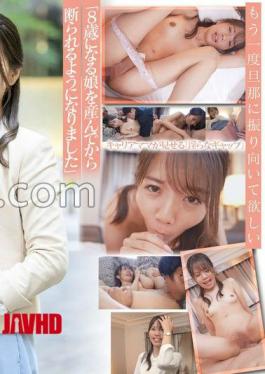 もう一度旦那に振り向いて欲しい
「8歳になる娘を産んでから
断られるようになりました」
キャリアママが見せる淫らなギャップ
s.com
JAVHD